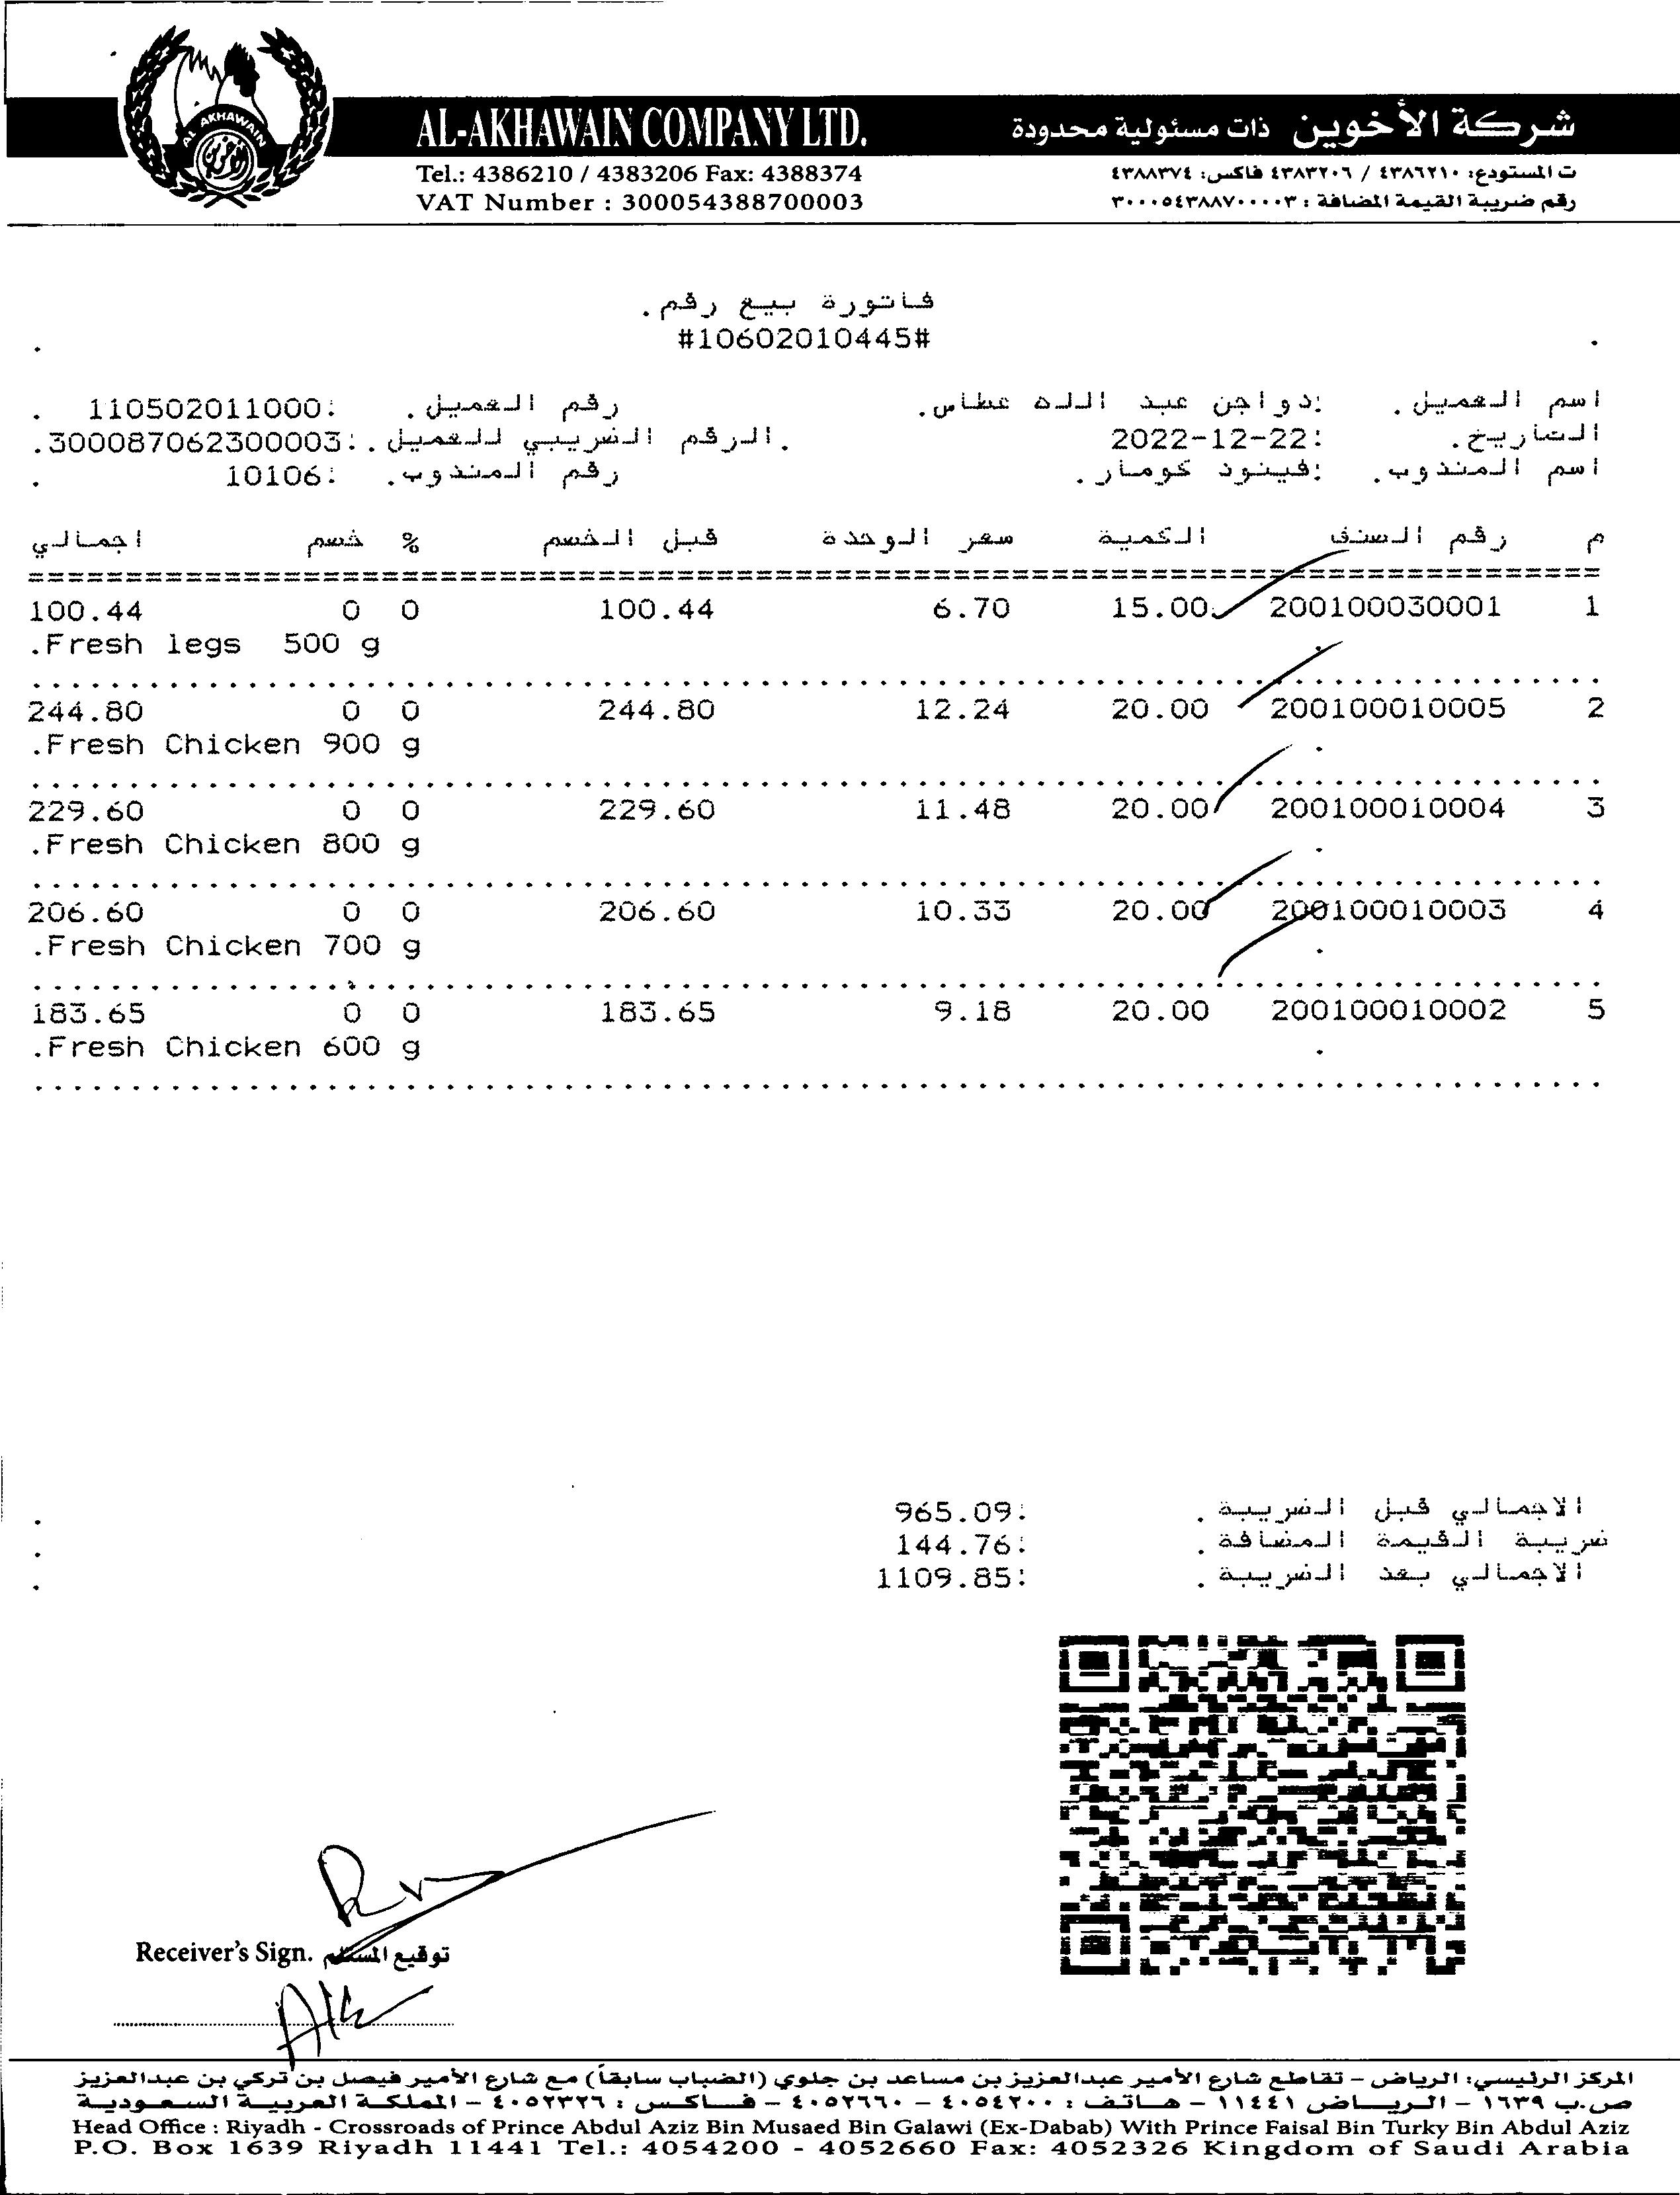 AL AKHAWAIN
AL-AKHAWAIN COMPANY LTD.
شركة الأخوين ذات مسئولية محدودة
Tel.: 4386210 / 4383206 Fax: 4388374
ت المستودع: ٤٣٨٦٢١٠ / ٤٣٨٣٢٠٦ فاكس: ٤٣٨٨٣٧٤
VAT Number : 300054388700003
رقم ضريبة القيمة المضافة : ٣٠٠٠٥٤٣٨٨٧٠٠٠٠٣
فاتورة بيع رقم.
#10602010445#
اسم العميل. :دواجن عبد الله عطاس. رقم العميل. :110502011000
التاريخ. :2022-12-22 .الرقم الضريبي للعميل. :300087062300003.
اسم المندوب. :فينود كومار. رقم المندوب. :10106
م رقم الصنف الكمية سعر الوحدة قبل الخصم % خصم اجمالي
1 200100030001 15.00 6.70 100.44 0 0 100.44
.Fresh legs 500 g
2 200100010005 20.00 12.24 244.80 0 0 244.80
.Fresh Chicken 900 g
3 200100010004 20.00 11.48 229.60 0 0 229.60
.Fresh Chicken 800 g
4 200100010003 20.00 10.33 206.60 0 0 206.60
.Fresh Chicken 700 g
5 200100010002 20.00 9.18 183.65 0 0 183.65
.Fresh Chicken 600 g
الاجمالي قبل الضريبة. :965.09
ضريبة القيمة المضافة. :144.76
الاجمالي بعد الضريبة. :1109.85
Receiver's Sign. توقيع المستلم
المركز الرئيسي: الرياض – تقاطع شارع الأمير عبدالعزيز بن مساعد بن جلوي (الضباب سابقاً) مع شارع الأمير فيصل بن تركي بن عبدالعزيز
ص.ب ١٦٣٩ – الرياض ١١٤٤١ – هاتف : ٤٠٥٤٢٠٠ – ٤٠٥٢٦٦٠ – فاكس : ٤٠٥٢٣٢٦ – المملكة العربية السعودية
Head Office : Riyadh - Crossroads of Prince Abdul Aziz Bin Musaed Bin Galawi (Ex-Dabab) With Prince Faisal Bin Turky Bin Abdul Aziz
P.O. Box 1639 Riyadh 11441 Tel.: 4054200 - 4052660 Fax: 4052326 Kingdom of Saudi Arabia